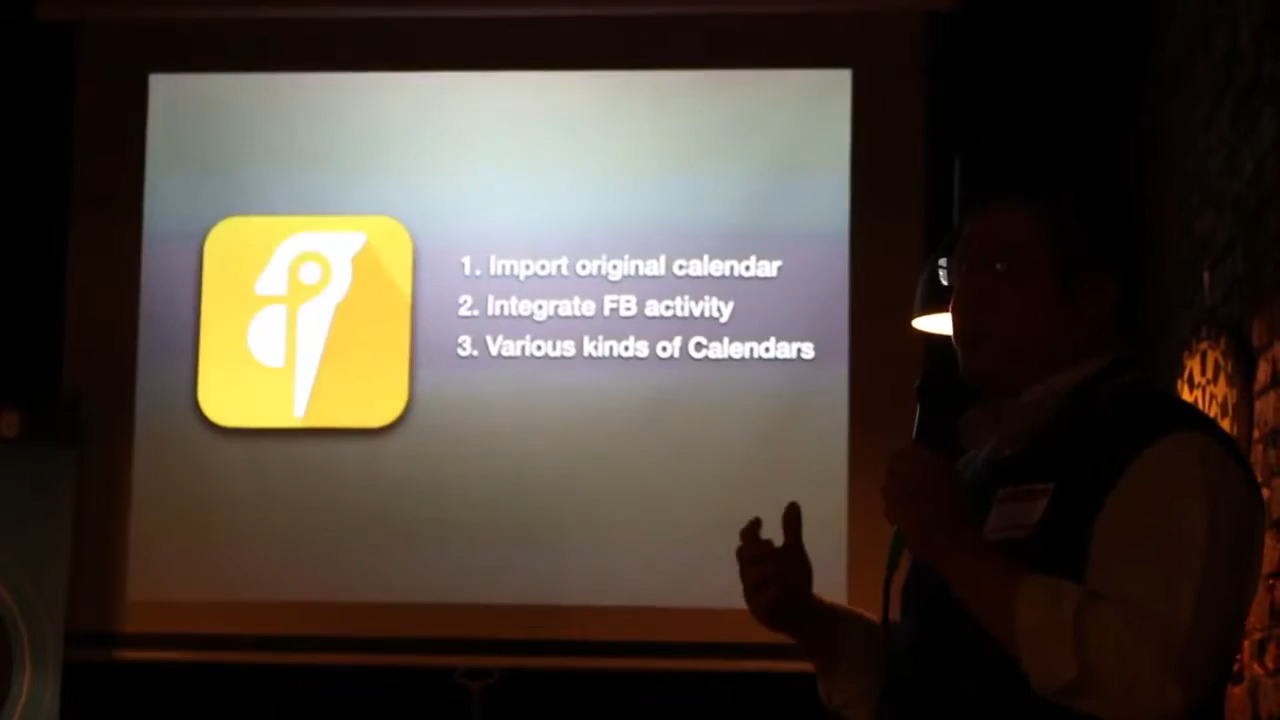 1. Import original calendar
2. Integrate FB activity
3. Various kinds of Calendars